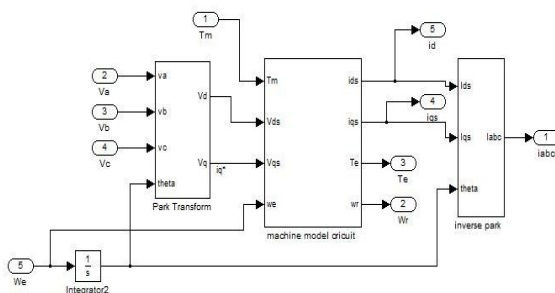 1
Tm
2
Va
3
Vb
4
Vc
5
We
va
vb
vc
theta
Vd
Vq
Park Transform
iq*
1
s
Integrator2
Tm
Vds
Vqs
we
ids
iqs
Te
wr
machine model cricuit
5
id
4
iqs
3
Te
2
Wr
Ids
Iqs
theta
Iabc
inverse park
1
iabc